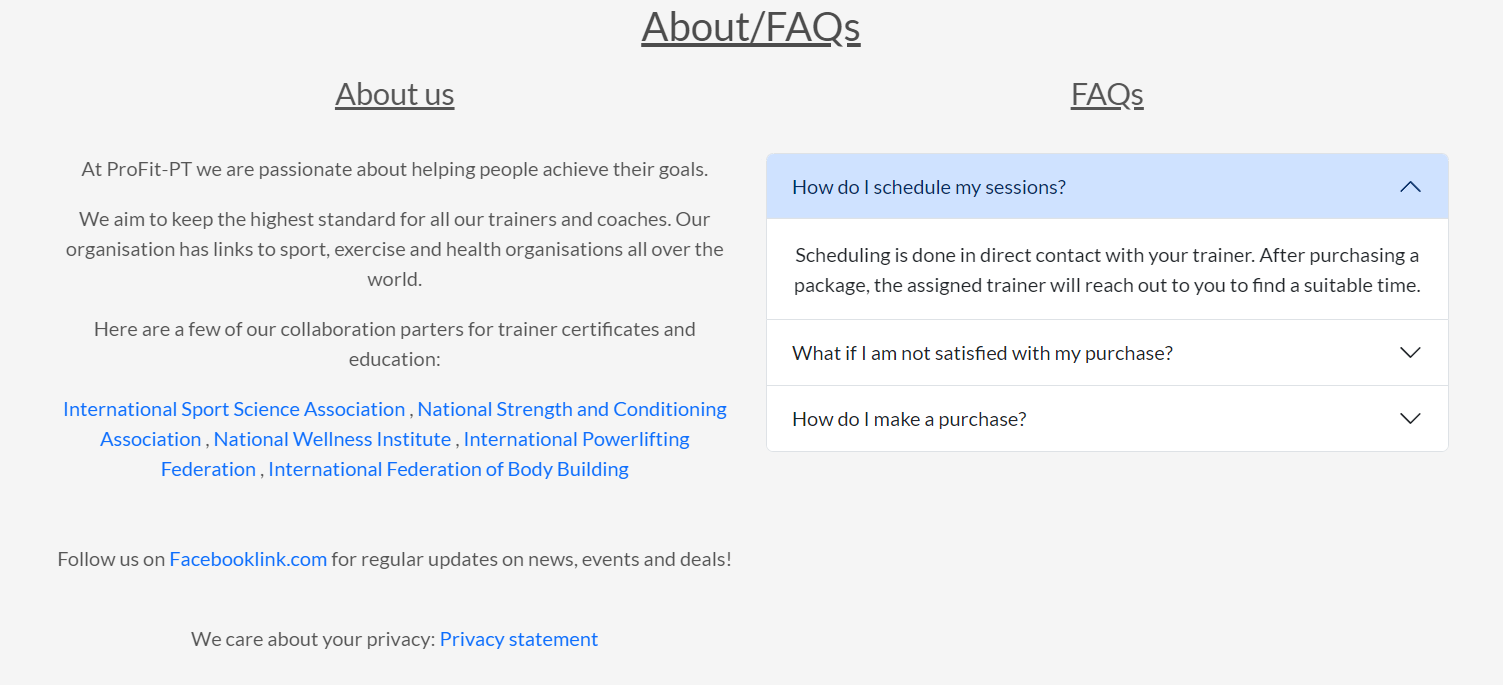 About/FAQs
About us
At ProFit-PT we are passionate about helping people achieve their goals.
We aim to keep the highest standard for all our trainers and coaches. Our
organisation has links to sport, exercise and health organisations all over the
world.
Here are a few of our collaboration parters for trainer certificates and
education:
International Sport Science Association , National Strength and Conditioning
Association , National Wellness Institute , International Powerlifting
Federation , International Federation of Body Building
Follow us on Facebooklink.com for regular updates on news, events and deals!
We care about your privacy: Privacy statement
FAQs
How do I schedule my sessions?
Scheduling is done in direct contact with your trainer. After purchasing a
package, the assigned trainer will reach out to you to find a suitable time.
What if I am not satisfied with my purchase?
How do I make a purchase?